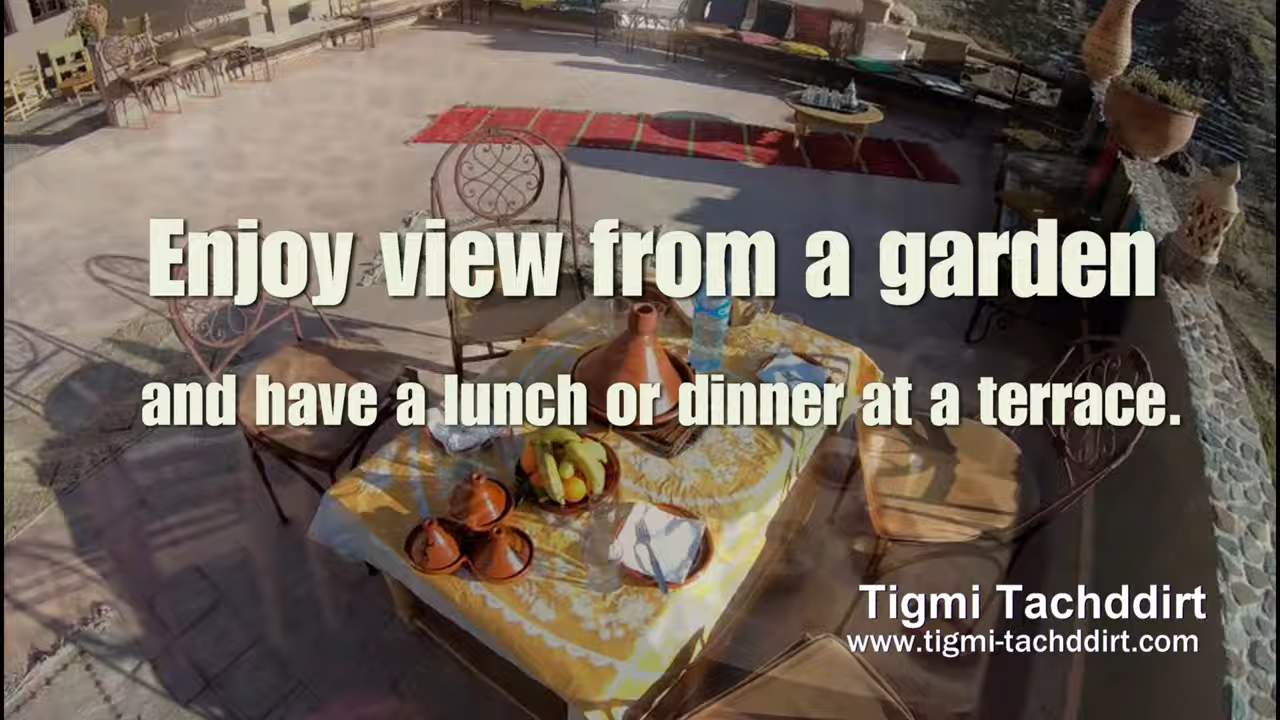 Enjoy view from a garden
and have a lunch or dinner at a terrace.
Tigmi Tachddirt
www.tigmi-tachddirt.com